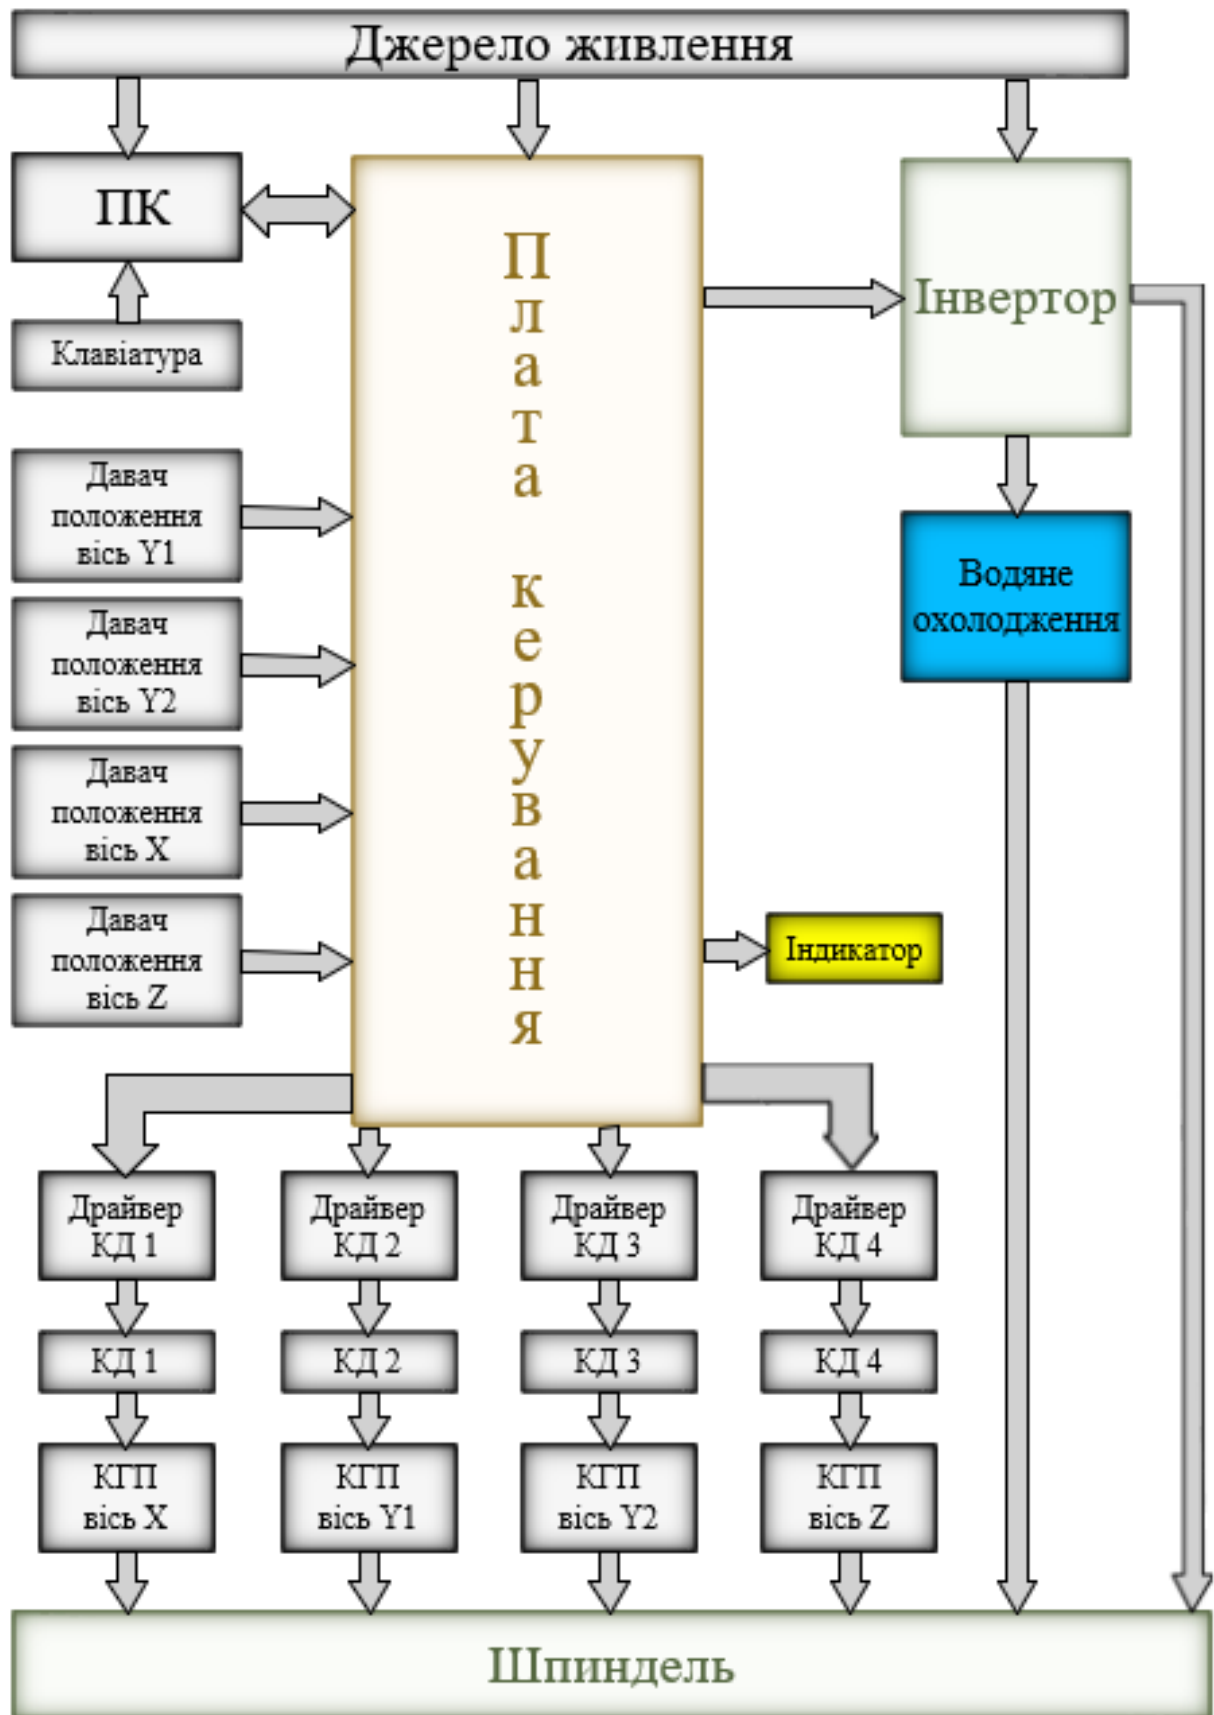 Джерело живлення
ПК
Плата керування
Інвертор
Клавіатура
Давач
положення
вісь Y1
Водяне
охолодження
Давач
положення
вісь Y2
Давач
положення
вісь X
Давач
положення
вісь Z
Індикатор
Драйвер
КД 1
Драйвер
КД 2
Драйвер
КД 3
Драйвер
КД 4
КД 1
КД 2
КД 3
КД 4
КГП
вісь X
КГП
вісь Y1
КГП
вісь Y2
КГП
вісь Z
Шпиндель